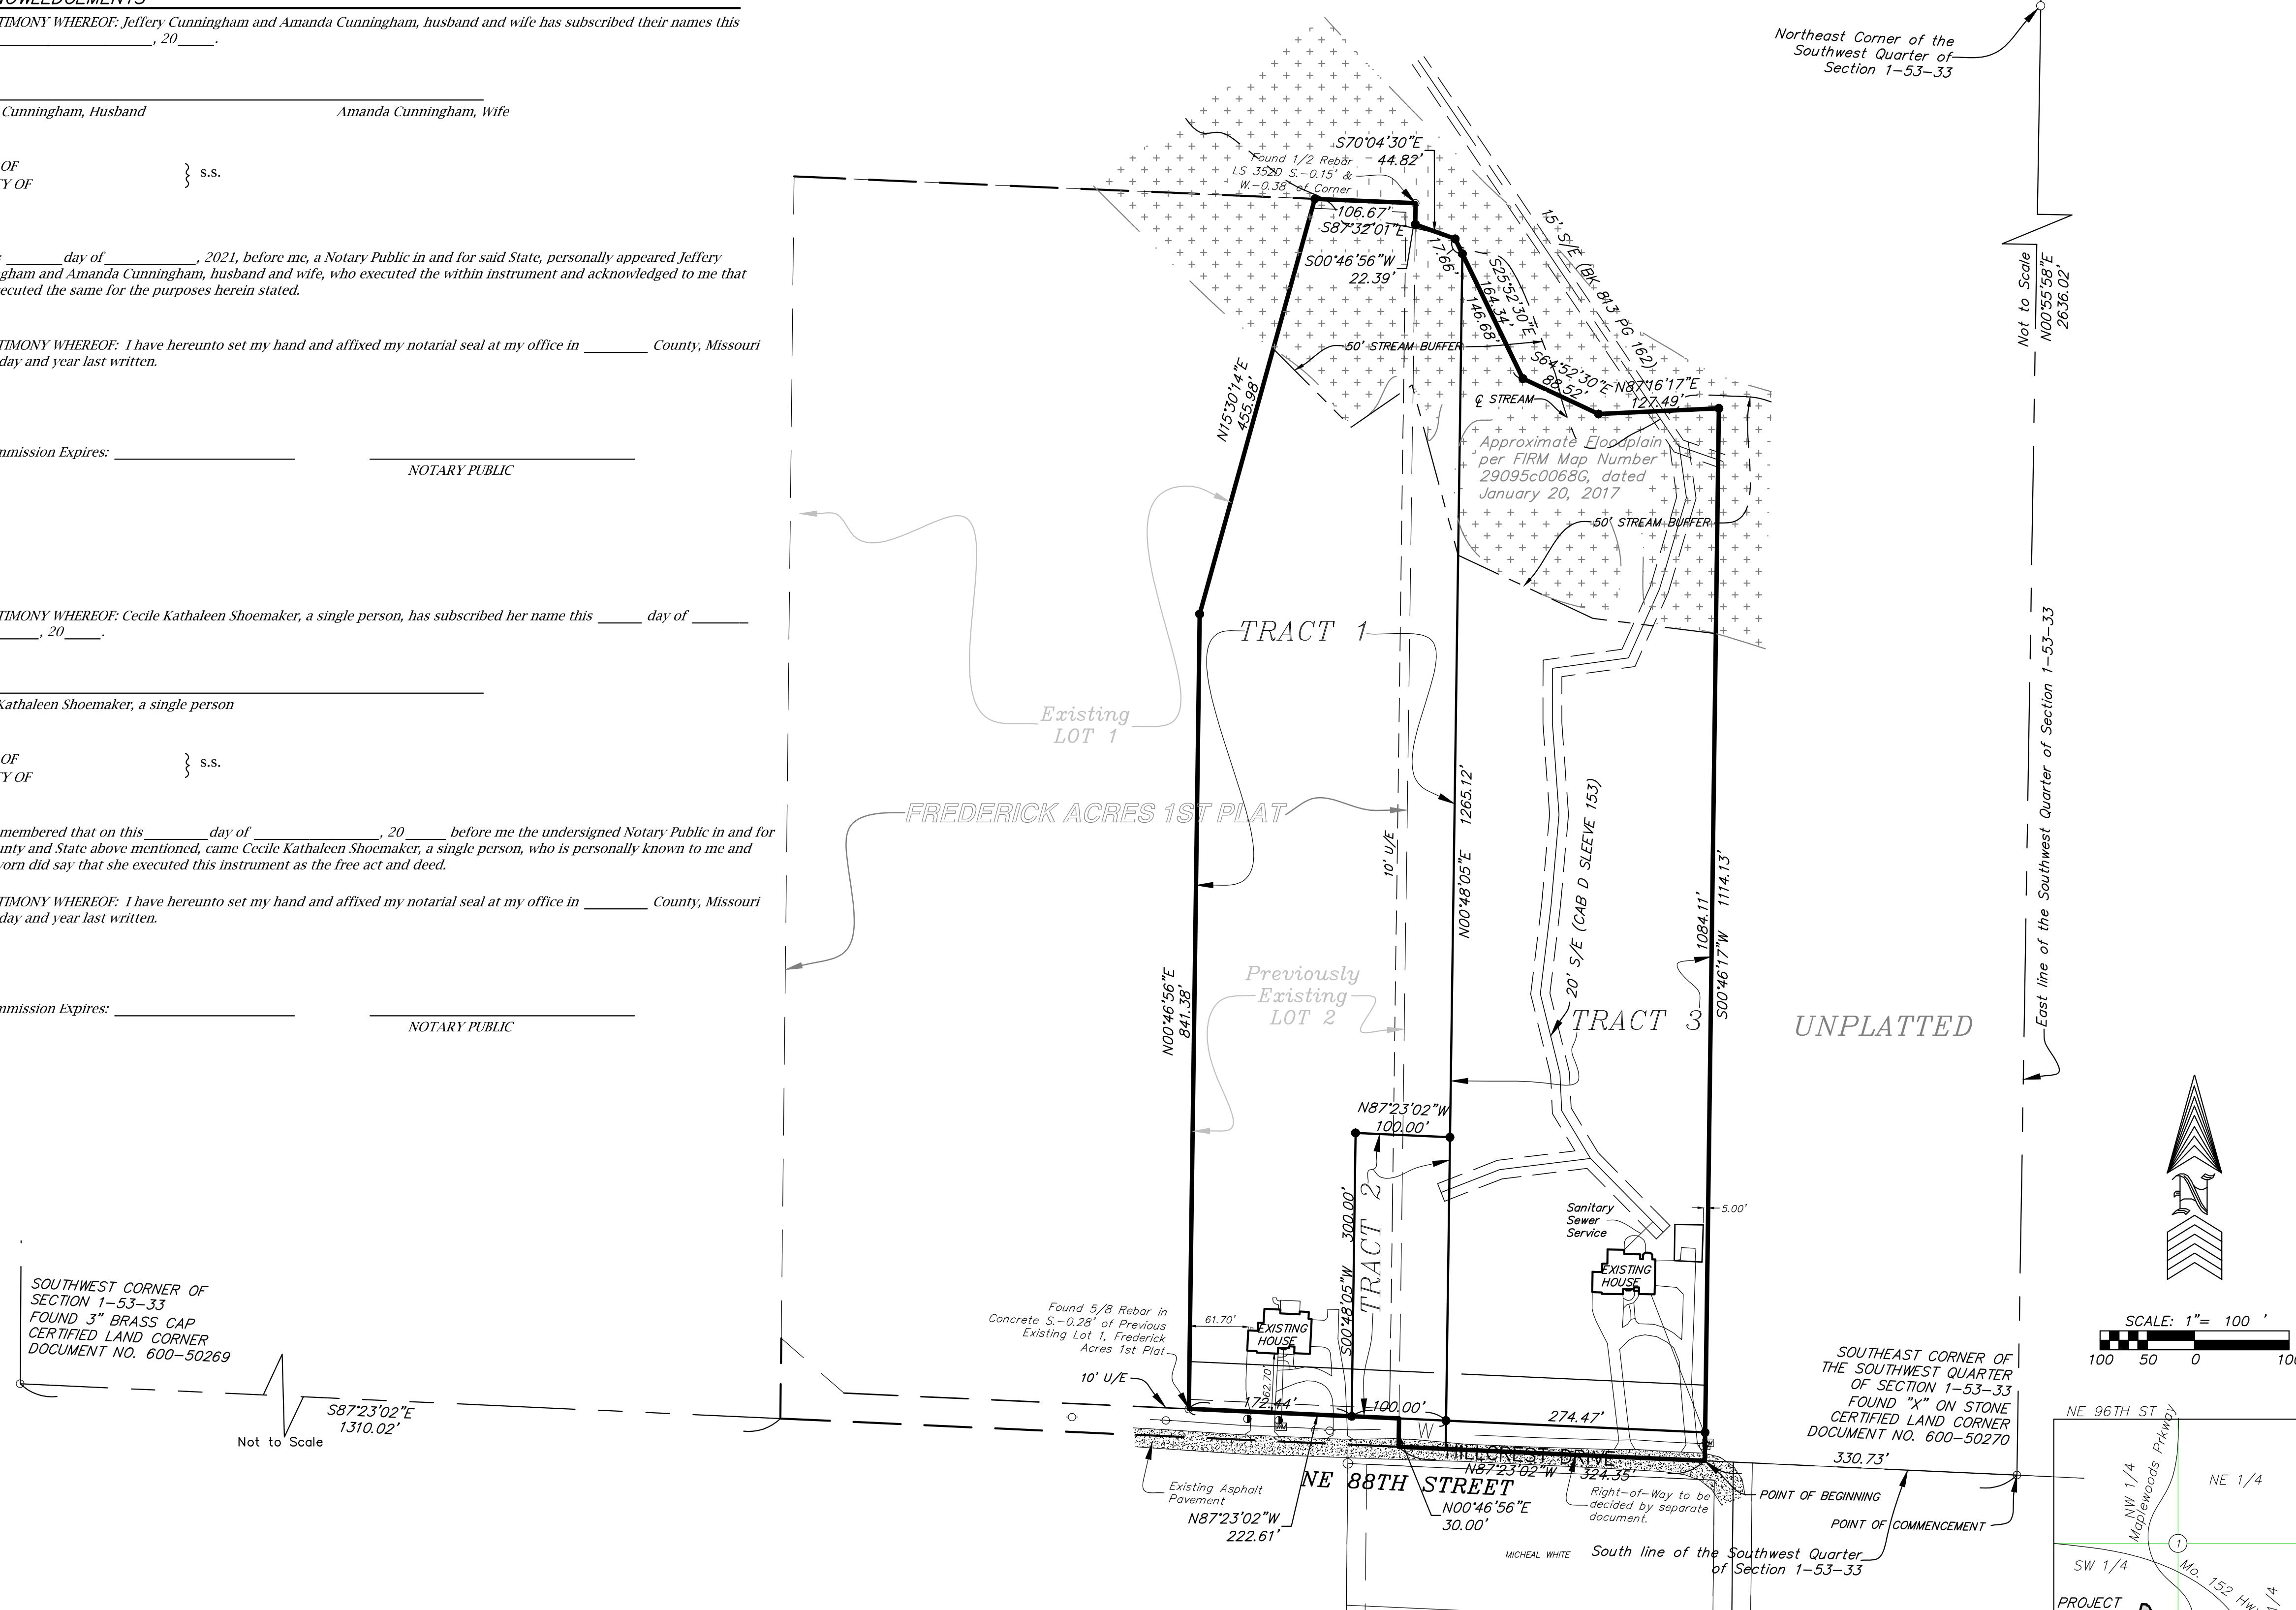 TIMONY WHEREOF: Jeffery Cunningham and Amanda Cunningham, husband and wife has subscribed their names this
, 20 .
Cunningham, Husband
Amanda Cunningham, Wife
OF
Y OF
} s.s.
day of , 2021, before me, a Notary Public in and for said State, personally appeared Jeffery
gham and Amanda Cunningham, husband and wife, who executed the within instrument and acknowledged to me that
ecuted the same for the purposes herein stated.
TIMONY WHEREOF: I have hereunto set my hand and affixed my notarial seal at my office in County, Missouri
day and year last written.
mmission Expires:
NOTARY PUBLIC
TIMONY WHEREOF: Cecile Kathaleen Shoemaker, a single person, has subscribed her name this day of
, 20 .
Kathaleen Shoemaker, a single person
OF
Y OF
} s.s.
membered that on this day of , 20 before me the undersigned Notary Public in and for
unty and State above mentioned, came Cecile Kathaleen Shoemaker, a single person, who is personally known to me and
worn did say that she executed this instrument as the free act and deed.
TIMONY WHEREOF: I have hereunto set my hand and affixed my notarial seal at my office in County, Missouri
day and year last written.
mmission Expires:
NOTARY PUBLIC
SOUTHWEST CORNER OF
SECTION 1-53-33
FOUND 3" BRASS CAP
CERTIFIED LAND CORNER
DOCUMENT NO. 600-50269
S87°23'02"E
1310.02'
Not to Scale
Northeast Corner of the
Southwest Quarter of
Section 1-53-33
Not to Scale
N00°55'58"E
2636.02'
East line of the Southwest Quarter of Section 1-53-33
S70°04'30"E
44.82'
Found 1/2 Rebar
LS 352D S.-0.15' &
W.-0.38' of Corner
106.67'
S87°32'01"E
S00°46'56"W
22.39'
17.66'
S25°52'30"E
164.34'
146.68'
15' S/E (BK 813 PG 162)
50' STREAM BUFFER
S64°52'30"E
88.52'
N87°16'17"E
127.49'
℄ STREAM
Approximate Floodplain
per FIRM Map Number
29095c0068G, dated
January 20, 2017
50' STREAM BUFFER
N15°30'14"E
455.98'
TRACT 1
Existing
LOT 1
FREDERICK ACRES 1ST PLAT
10' U/E
N00°48'05"E 1265.12'
20' S/E (CAB D SLEEVE 153)
1084.11'
S00°46'17"W 1114.13'
Previously
Existing
LOT 2
N00°46'56"E
841.38'
TRACT 3
UNPLATTED
N87°23'02"W
100.00'
TRACT 2
S00°48'05"W 300.00'
Sanitary
Sewer
Service
5.00'
EXISTING
HOUSE
Found 5/8 Rebar in
Concrete S.-0.28' of Previous
Existing Lot 1, Frederick
Acres 1st Plat
61.70'
EXISTING
HOUSE
62.70'
10' U/E
172.44'
100.00'
274.47'
W
HILLCREST DRIVE
N87°23'02"W 324.35'
NE 88TH STREET
Existing Asphalt
Pavement
N87°23'02"W
222.61'
N00°46'56"E
30.00'
Right-of-Way to be
decided by separate
document.
SOUTHEAST CORNER OF
THE SOUTHWEST QUARTER
OF SECTION 1-53-33
FOUND "X" ON STONE
CERTIFIED LAND CORNER
DOCUMENT NO. 600-50270
330.73'
POINT OF BEGINNING
POINT OF COMMENCEMENT
MICHEAL WHITE
South line of the Southwest Quarter
of Section 1-53-33
N
SCALE: 1"= 100 '
100 50 0 100
NE 96TH ST
Maplewoods Prkway
NW 1/4
NE 1/4
1
SW 1/4
Mo. 152 Hwy
1/4
PROJECT